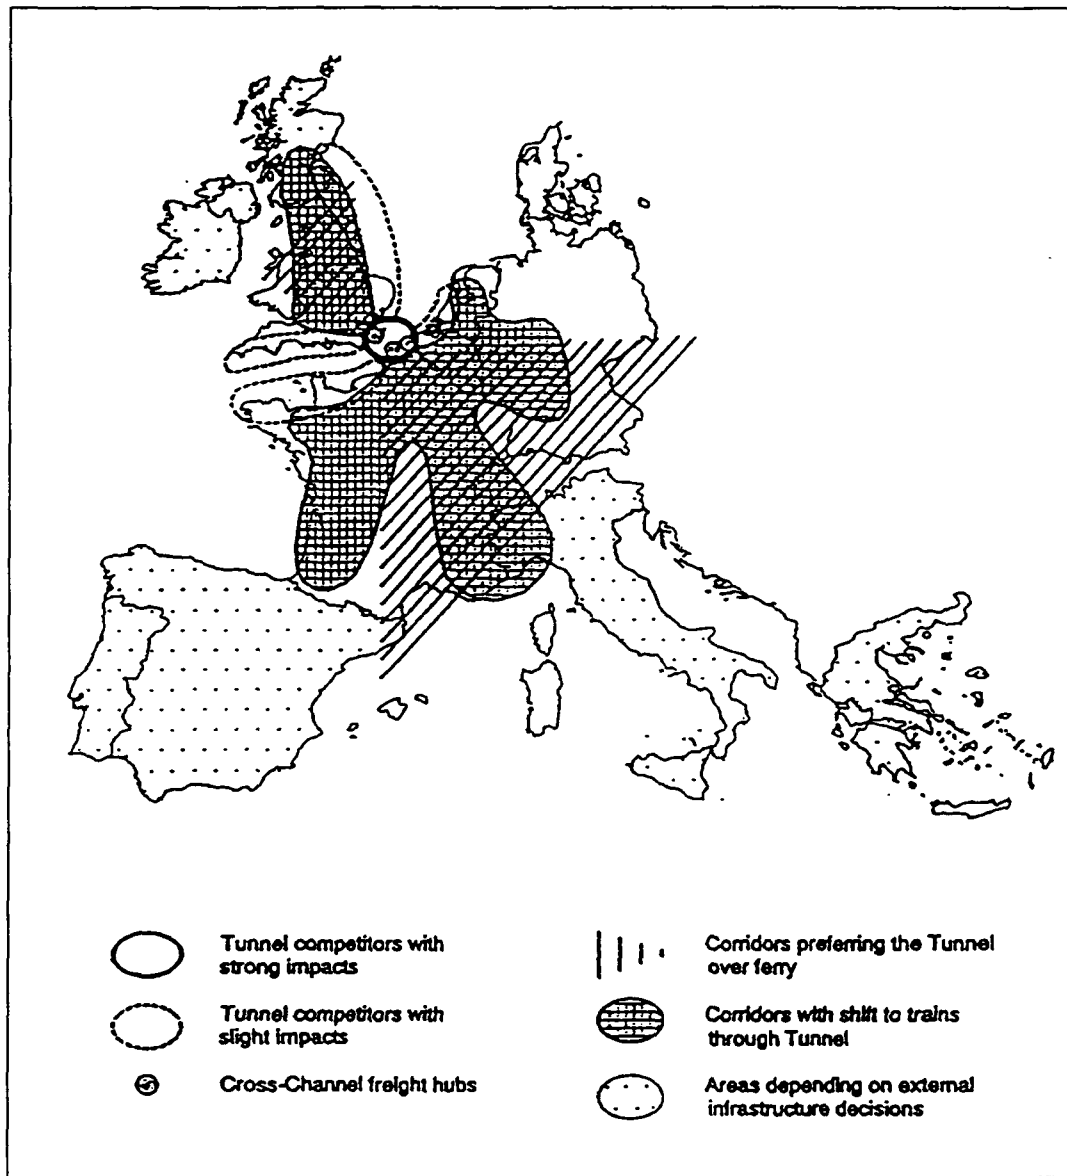 Tunnel competitors with
strong impacts
Tunnel competitors with
slight impacts
Cross-Channel freight hubs
Corridors preferring the Tunnel
over ferry
Corridors with shift to trains
through Tunnel
Areas depending on external
infrastructure decisions